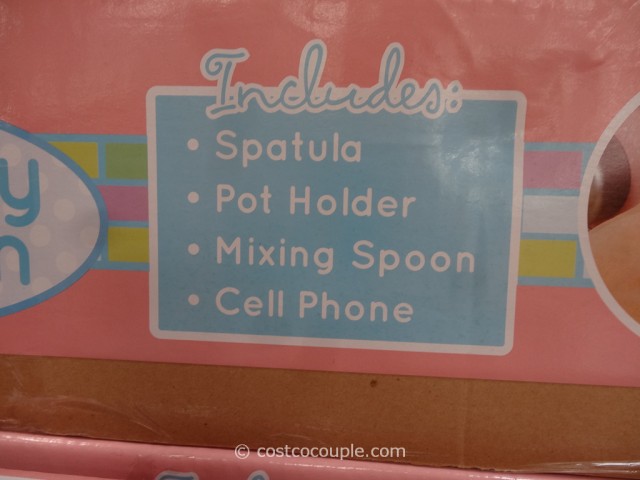 Includes:
• Spatula
• Pot Holder
• Mixing Spoon
• Cell Phone
© costcocouple.com